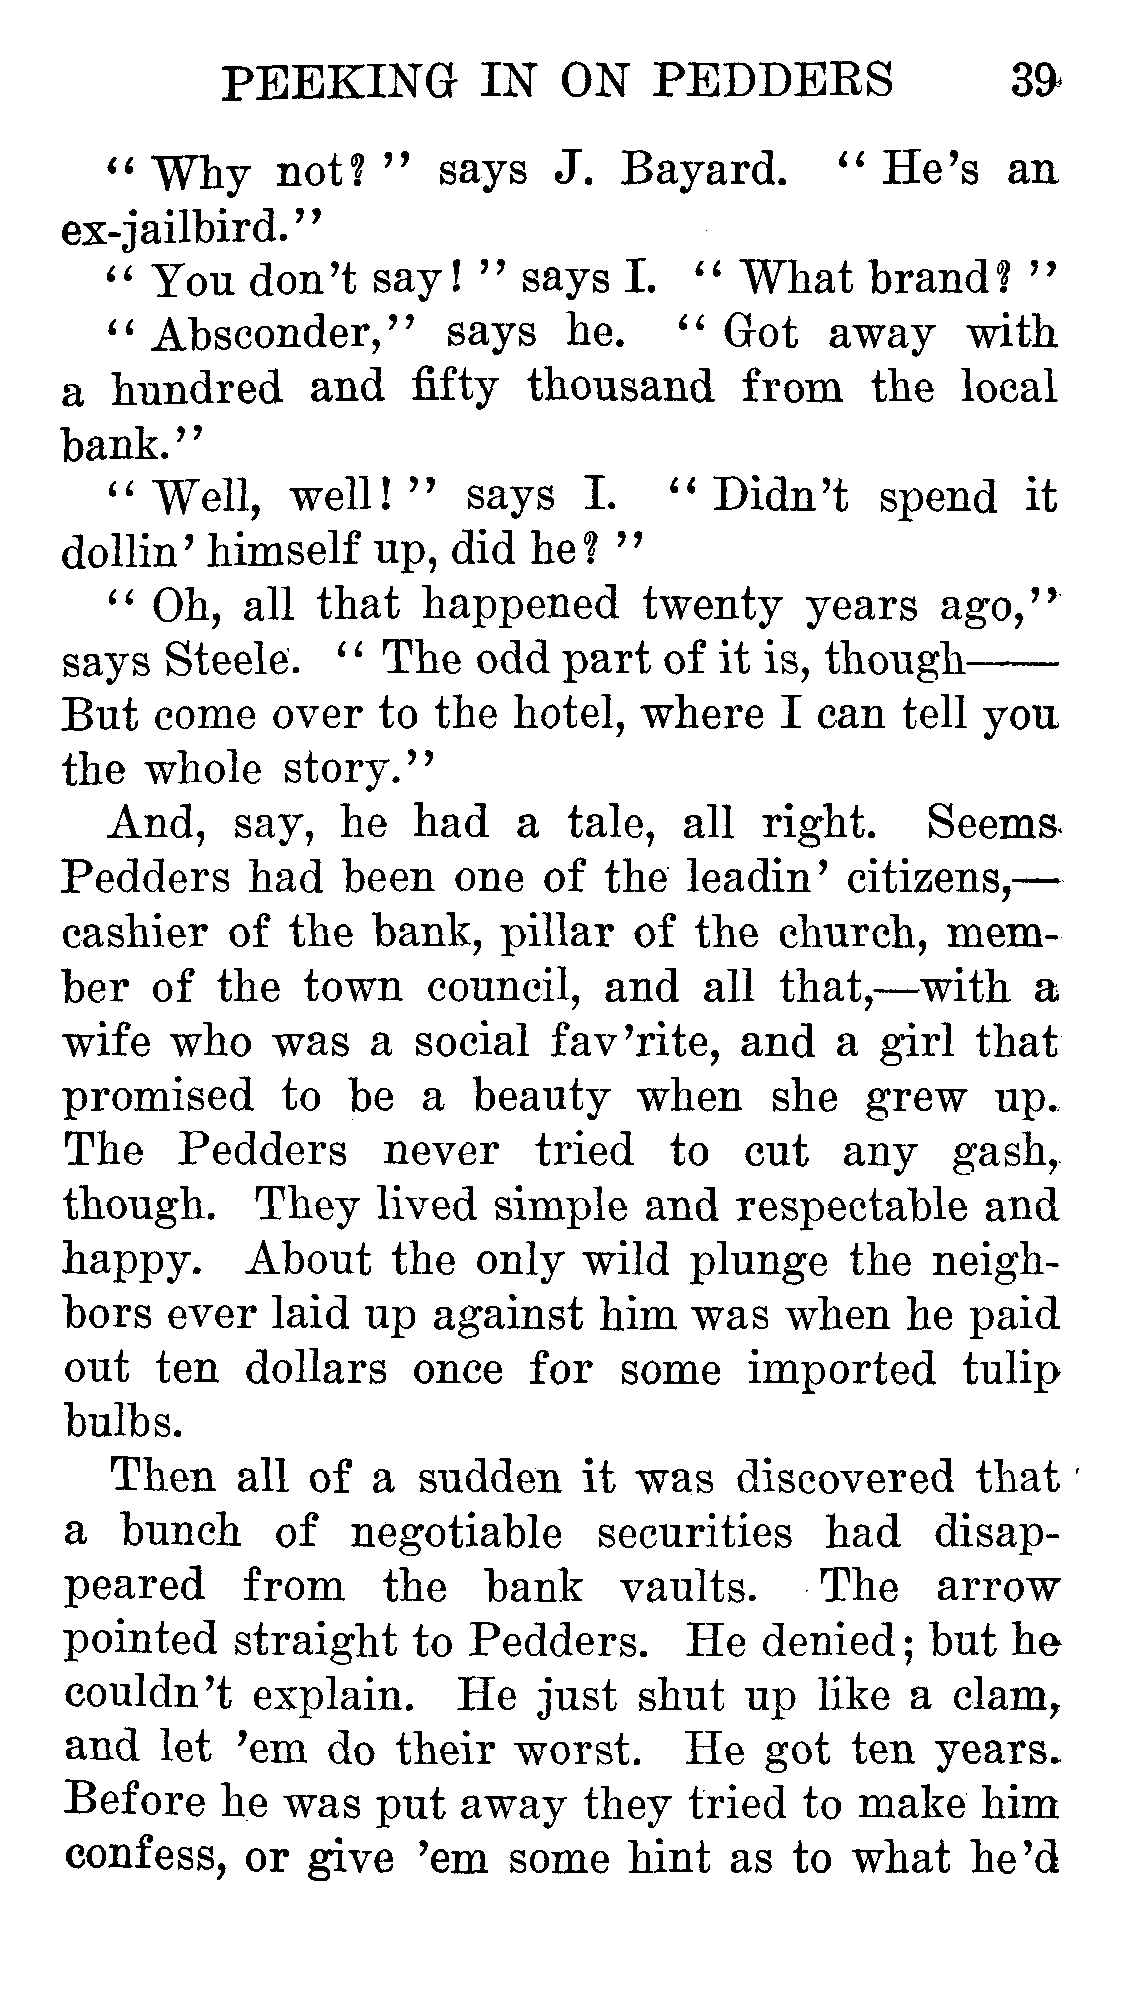 PEEKING IN ON PEDDERS 39
“Why not?” says J. Bayard. “He’s an
ex-jailbird.”
“You don’t say!” says I. “What brand?”
“Absconder,” says he. “Got away with
a hundred and fifty thousand from the local
bank.”
“Well, well!” says I. “Didn’t spend it
dollin’ himself up, did he?”
“Oh, all that happened twenty years ago,”
says Steele. “The odd part of it is, though——
But come over to the hotel, where I can tell you
the whole story.”
And, say, he had a tale, all right. Seems
Pedders had been one of the leadin’ citizens,—
cashier of the bank, pillar of the church, mem-
ber of the town council, and all that,—with a
wife who was a social fav’rite, and a girl that
promised to be a beauty when she grew up.
The Pedders never tried to cut any gash,
though. They lived simple and respectable and
happy. About the only wild plunge the neigh-
bors ever laid up against him was when he paid
out ten dollars once for some imported tulip
bulbs.
Then all of a sudden it was discovered that
a bunch of negotiable securities had disap-
peared from the bank vaults. The arrow
pointed straight to Pedders. He denied; but he
couldn’t explain. He just shut up like a clam,
and let ’em do their worst. He got ten years.
Before he was put away they tried to make him
confess, or give ’em some hint as to what he’d